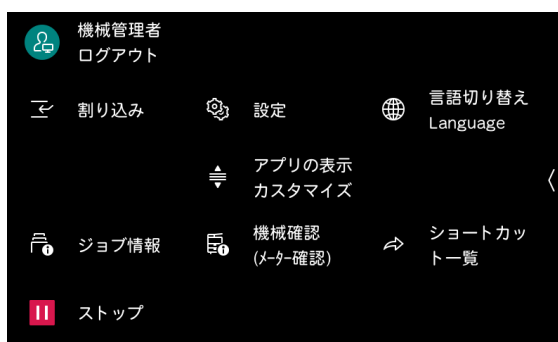 機械管理者
ログアウト
割り込み
設定
言語切り替え
Language
アプリの表示
カスタマイズ
ジョブ情報
機械確認
(メーター確認)
ショートカッ
ト一覧
ストップ